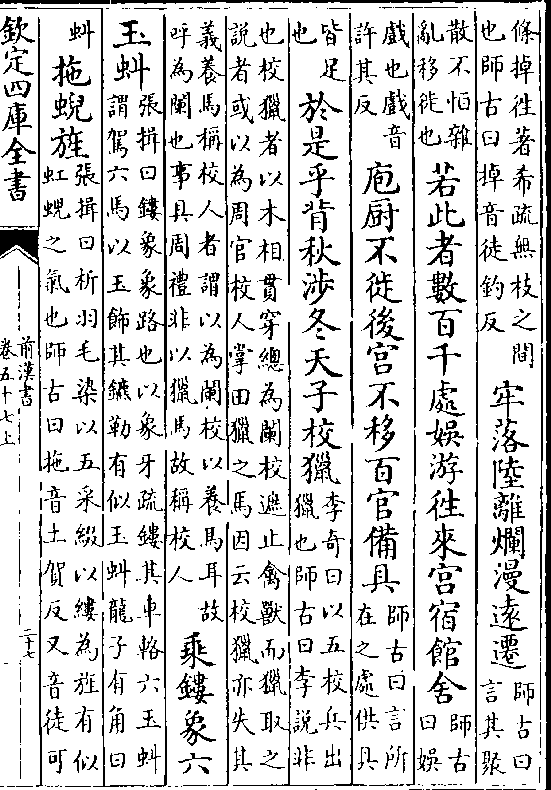 條掉往著希疏無枝之間
也師古曰掉音徒釣反
牢落陸離爛漫逺遷
師古曰
言其聚
散不怕雜
亂移徙也
若此者數百千處娛游往來宫宿館舍
師古
曰娛
戲也戲音
許其反
庖厨不徙後宫不移百官備具
師古曰言所
在之處供具
皆足
也
於是乎背秋涉冬天子校獵
李奇曰以五校兵出
獵也師古曰李說非
也校獵者以木相貫穿總為闌校遮止禽獸而獵取之
說者或以為周官校人掌田獵之馬因云校獵亦失其
義養馬稱校人者謂以為闌校以養馬耳故
呼為闌也事具周禮非以獵馬故稱校人
乘鏤象六
玉虯
張揖曰鏤象象路也以象牙疏鏤其車輅六玉虯
謂駕六馬以玉飾其鑣勒有似玉虯龍子有角曰
虯
拖蜺旌
張揖曰析羽毛染以五采綴以縷為旌有似
虹蜺之氣也師古曰拖音土賀反又音徒可
欽定四庫全書
前漢書
卷五十七上
二十七